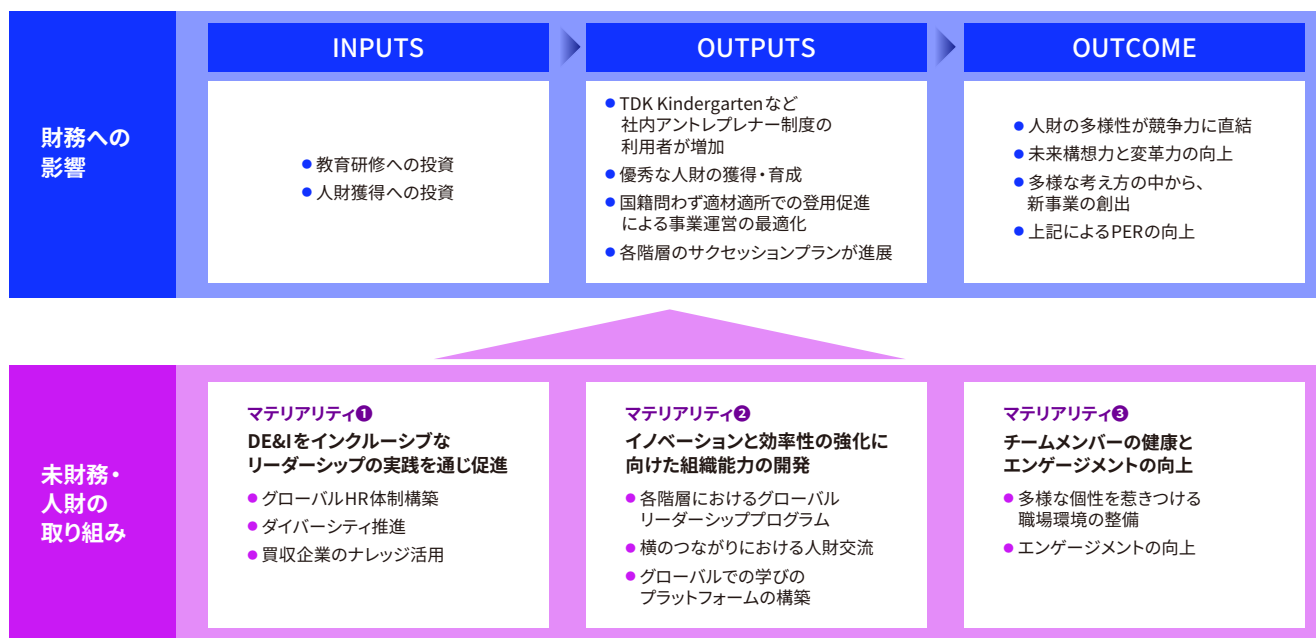 財務への
影響
INPUTS
● 教育研修への投資
● 人財獲得への投資
OUTPUTS
● TDK Kindergartenなど
社内アントレプレナー制度の
利用者が増加
● 優秀な人財の獲得・育成
● 国籍問わず適材適所での登用促進
による事業運営の最適化
● 各階層のサクセッションプランが進展
OUTCOME
● 人財の多様性が競争力に直結
● 未来構想力と変革力の向上
● 多様な考え方の中から、
新事業の創出
● 上記によるPERの向上
未財務・
人財の
取り組み
マテリアリティ❶
DE&Iをインクルーシブな
リーダーシップの実践を通じ促進
● グローバルHR体制構築
● ダイバーシティ推進
● 買収企業のナレッジ活用
マテリアリティ❷
イノベーションと効率性の強化に
向けた組織能力の開発
● 各階層におけるグローバル
リーダーシッププログラム
● 横のつながりにおける人財交流
● グローバルでの学びの
プラットフォームの構築
マテリアリティ❸
チームメンバーの健康と
エンゲージメントの向上
● 多様な個性を惹きつける
職場環境の整備
● エンゲージメントの向上